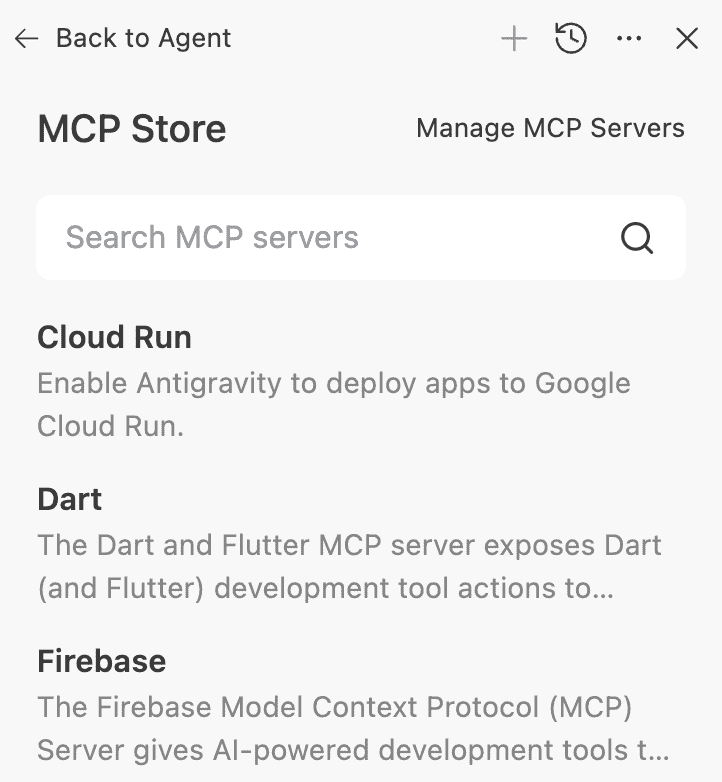 Back to Agent
MCP Store
Manage MCP Servers
Search MCP servers
Cloud Run
Enable Antigravity to deploy apps to Google
Cloud Run.
Dart
The Dart and Flutter MCP server exposes Dart
(and Flutter) development tool actions to...
Firebase
The Firebase Model Context Protocol (MCP)
Server gives AI-powered development tools t...